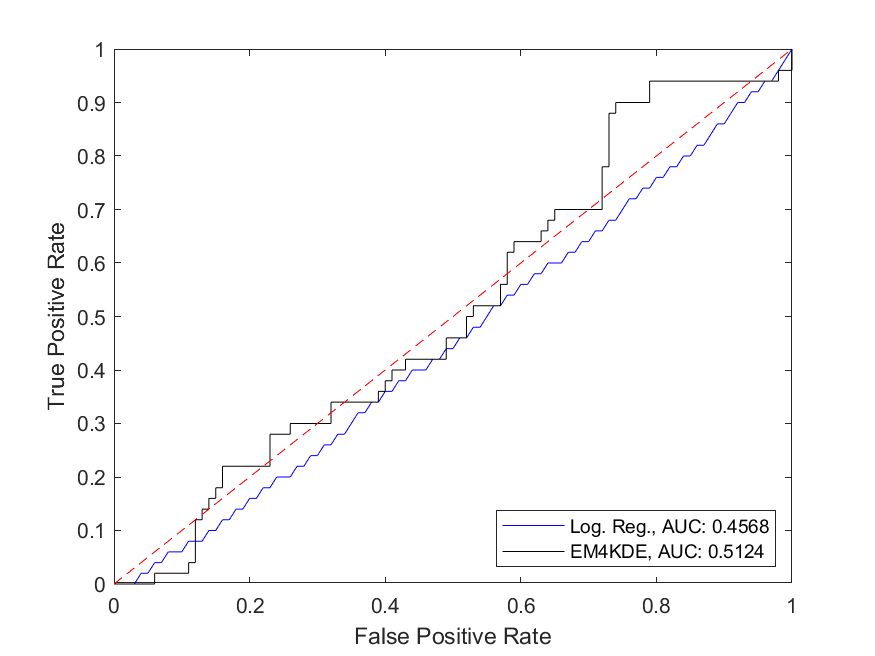 1
0.9
0.8
0.7
0.6
0.5
0.4
0.3
0.2
0.1
0
True Positive Rate
Log. Reg., AUC: 0.4568
EM4KDE, AUC: 0.5124
0 0.2 0.4 0.6 0.8 1
False Positive Rate